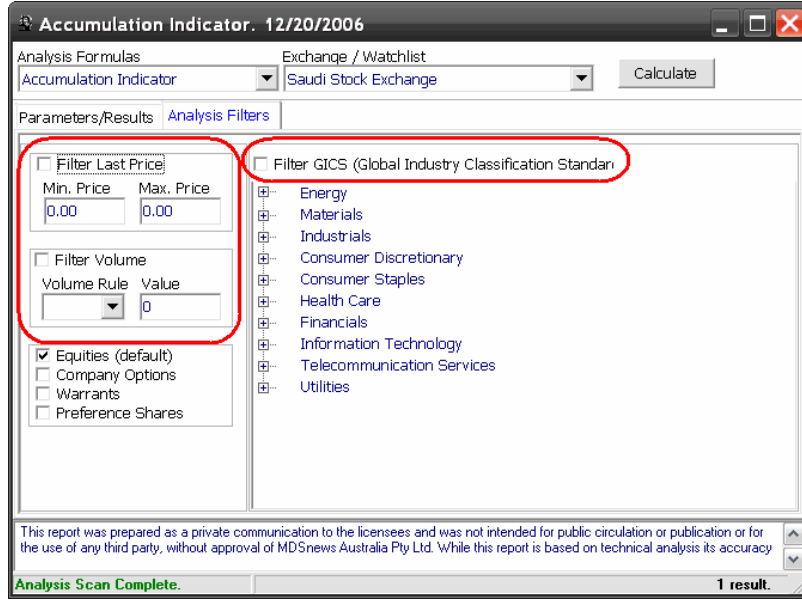 Accumulation Indicator. 12/20/2006
Analysis Formulas
Exchange / Watchlist
Accumulation Indicator
Saudi Stock Exchange
Calculate
Parameters/Results
Analysis Filters
Filter Last Price
Min. Price
Max. Price
0.00
0.00
Filter Volume
Volume Rule
Value
0
Equities (default)
Company Options
Warrants
Preference Shares
Filter GICS (Global Industry Classification Standar
Energy
Materials
Industrials
Consumer Discretionary
Consumer Staples
Health Care
Financials
Information Technology
Telecommunication Services
Utilities
This report was prepared as a private communication to the licensees and was not intended for public circulation or publication or for
the use of any third party, without approval of MDSnews Australia Pty Ltd. While this report is based on technical analysis its accuracy
Analysis Scan Complete.
1 result.